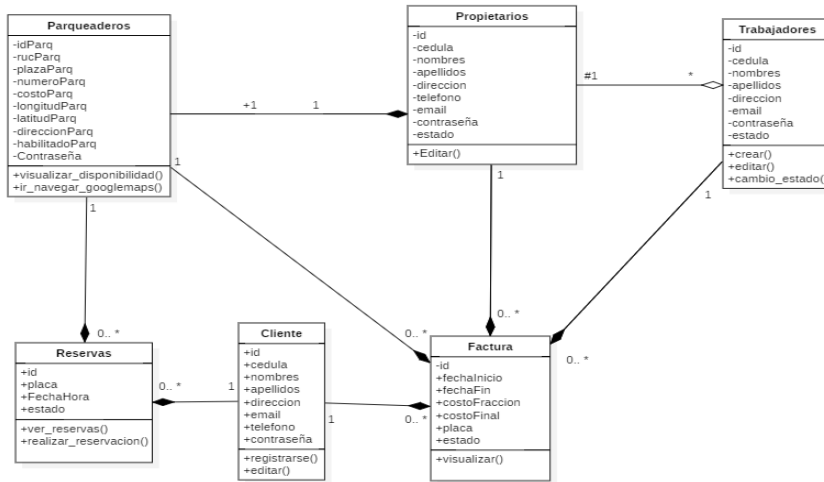 Parqueaderos
-idParq
-rucParq
-plazaParq
-numeroParq
-costoParq
-longitudParq
-latitudParq
-direccionParq
-habilitadoParq
-Contraseña
+visualizar_disponibilidad()
+ir_navegar_googlemaps()
Propietarios
-id
-cedula
-nombres
-apellidos
-direccion
-telefono
-email
-contraseña
-estado
+Editar()
Trabajadores
-id
-cedula
-nombres
-apellidos
-direccion
-email
-contraseña
-estado
+crear()
+editar()
+cambio_estado(
+1
1
#1
*
1
1
1
1
0.. *
0.. *
0.. *
0.. *
Reservas
+id
+placa
+FechaHora
+estado
+ver_reservas()
+realizar_reservacion()
0.. *
1
Cliente
+id
+cedula
+nombres
+apellidos
+direccion
+email
+telefono
+contraseña
+registrarse()
+editar()
1
0.. *
Factura
-id
+fechaInicio
+fechaFin
+costoFraccion
+costoFinal
+placa
+estado
+visualizar()